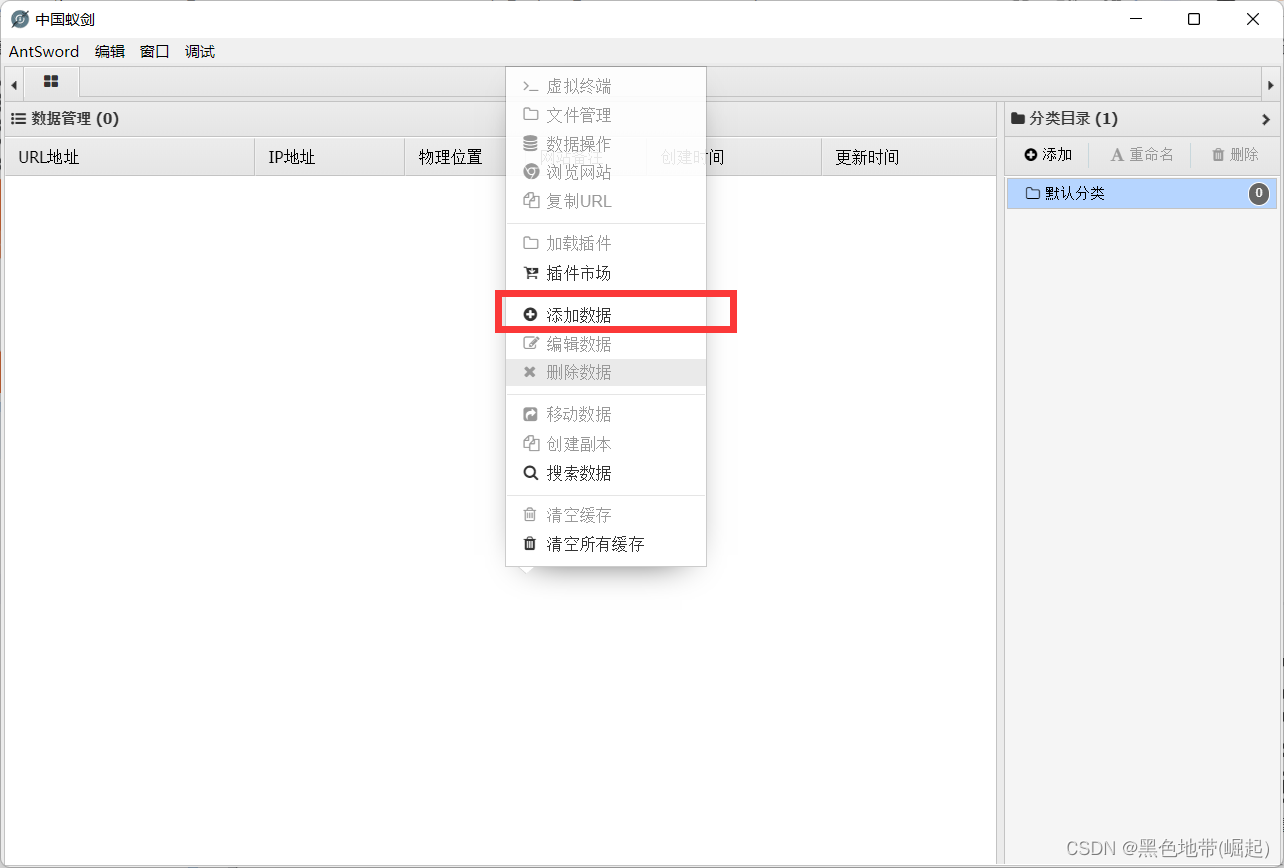 中国蚁剑
AntSword 编辑 窗口 调试
数据管理 (0)
URL地址 IP地址 物理位置 网站备注 创建时间 更新时间
虚拟终端
文件管理
数据操作
浏览网站
复制URL
加载插件
插件市场
添加数据
编辑数据
删除数据
移动数据
创建副本
搜索数据
清空缓存
清空所有缓存
分类目录 (1)
添加 重命名 删除
默认分类 0
CSDN @黑色地带(崛起)